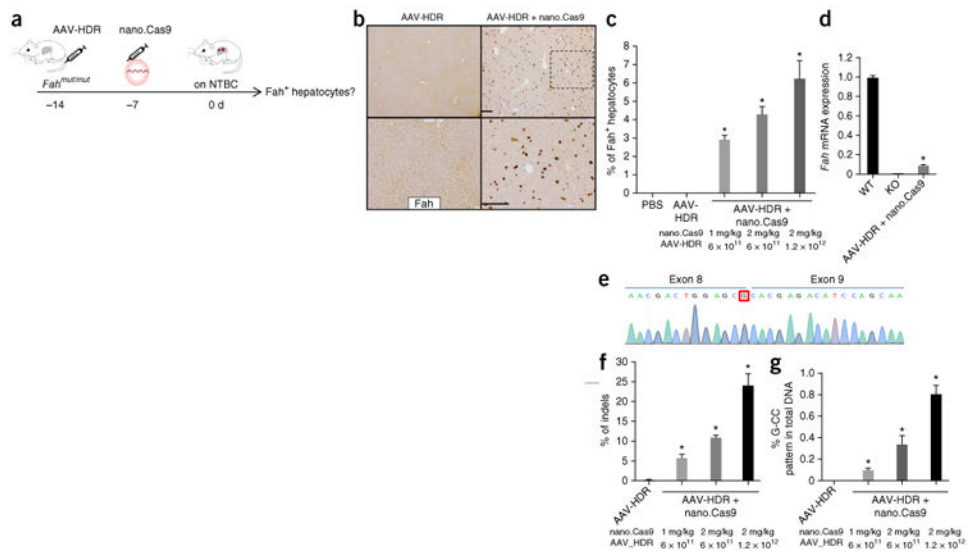 a
AAV-HDR
nano.Cas9
Fah mut/mut
on NTBC
Fah+ hepatocytes?
–14
–7
0 d
b
AAV-HDR
AAV-HDR + nano.Cas9
Fah
c
% of Fah+ hepatocytes
8
7
6
5
4
3
2
1
0
*
*
*
PBS
AAV-HDR
AAV-HDR + nano.Cas9
nano.Cas9 1 mg/kg 2 mg/kg 2 mg/kg
AAV-HDR 6 × 10¹¹ 6 × 10¹¹ 1.2 × 10¹²
d
Fah mRNA expression
1.2
1.0
0.8
0.6
0.4
0.2
0
*
WT
KO
AAV-HDR + nano.Cas9
e
Exon 8 Exon 9
A A C G A C T G G A G C G C A C G A G A C A T C C A G C A A
f
% of indels
30
25
20
15
10
5
0
*
*
*
AAV-HDR
AAV-HDR +
nano.Cas9
nano.Cas9 1 mg/kg 2 mg/kg 2 mg/kg
AAV_HDR 6 × 10¹¹ 6 × 10¹¹ 1.2 × 10¹²
g
% G-CC
pattern in total DNA
1.0
0.8
0.6
0.4
0.2
0
*
*
*
AAV-HDR
AAV-HDR +
nano.Cas9
nano.Cas9 1 mg/kg 2 mg/kg 2 mg/kg
AAV_HDR 6 × 10¹¹ 6 × 10¹¹ 1.2 × 10¹²